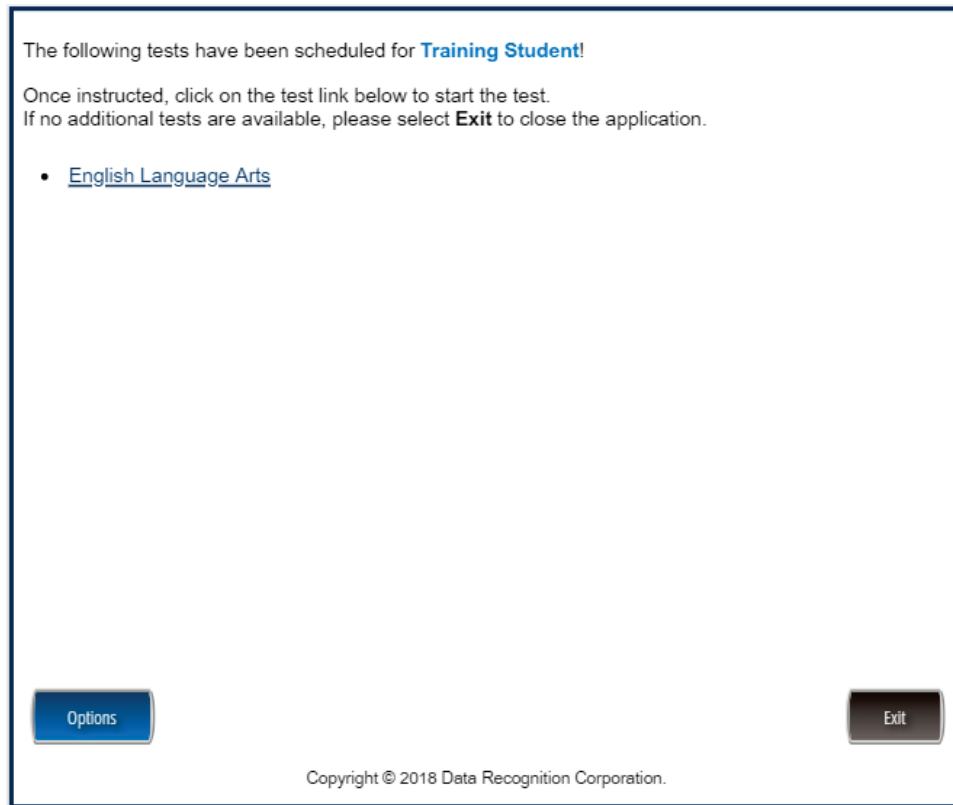 The following tests have been scheduled for Training Student!
Once instructed, click on the test link below to start the test.
If no additional tests are available, please select Exit to close the application.
• English Language Arts
Options
Exit
Copyright © 2018 Data Recognition Corporation.